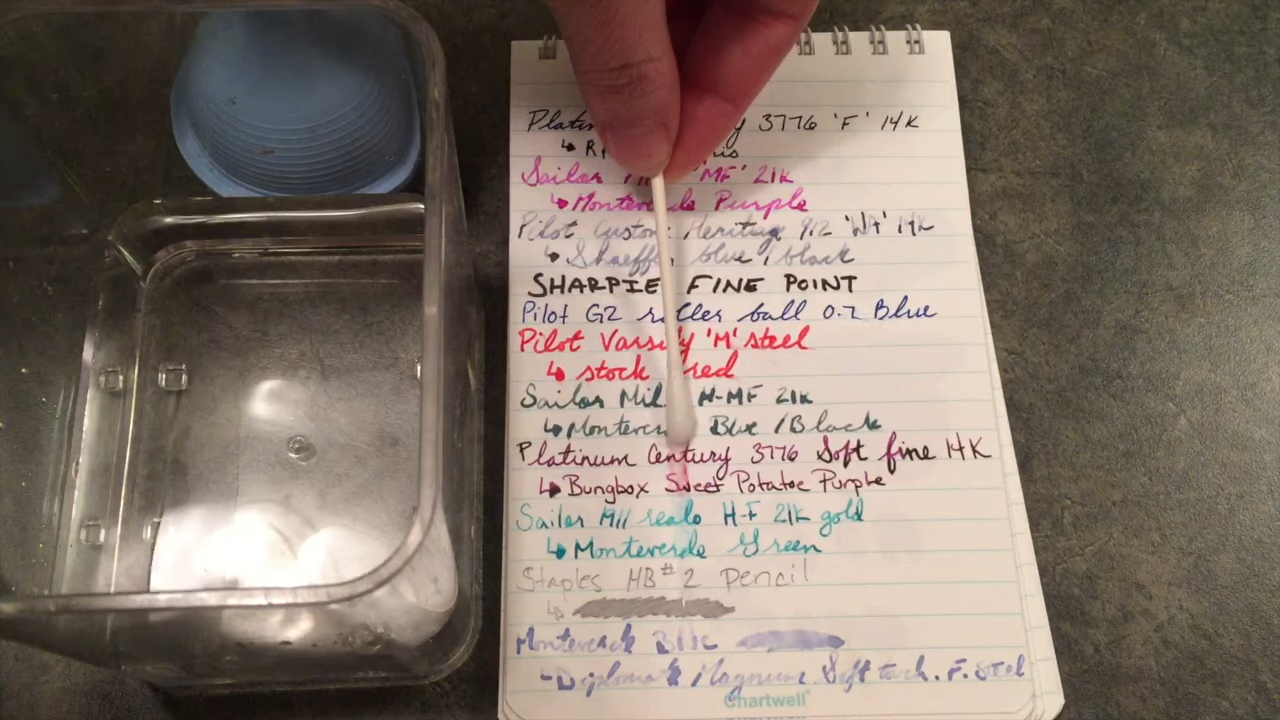 Platin 3776 'F' 14K
Sailor 'MF' 21K
↳ Monteverde Purple
Pilot Custom Heritage 912 'WA' 14K
↳ Sheaffer blue / black
SHARPIE FINE POINT
Pilot G2 roller ball 0.7 Blue
Pilot Varsity 'M' steel
↳ stock red
Sailor H-MF 21K
↳ Monteverde Blue / Black
Platinum Century 3776 Soft fine 14K
↳ Bungbox Sweet Potatoe Purple
Sailor 1911 realo H-F 21K gold
↳ Monteverde Green
Staples HB #2 Pencil
↳
Monteverde Blue
↳ Diplomat Magnum Soft touch. F. Steel
Chartwell